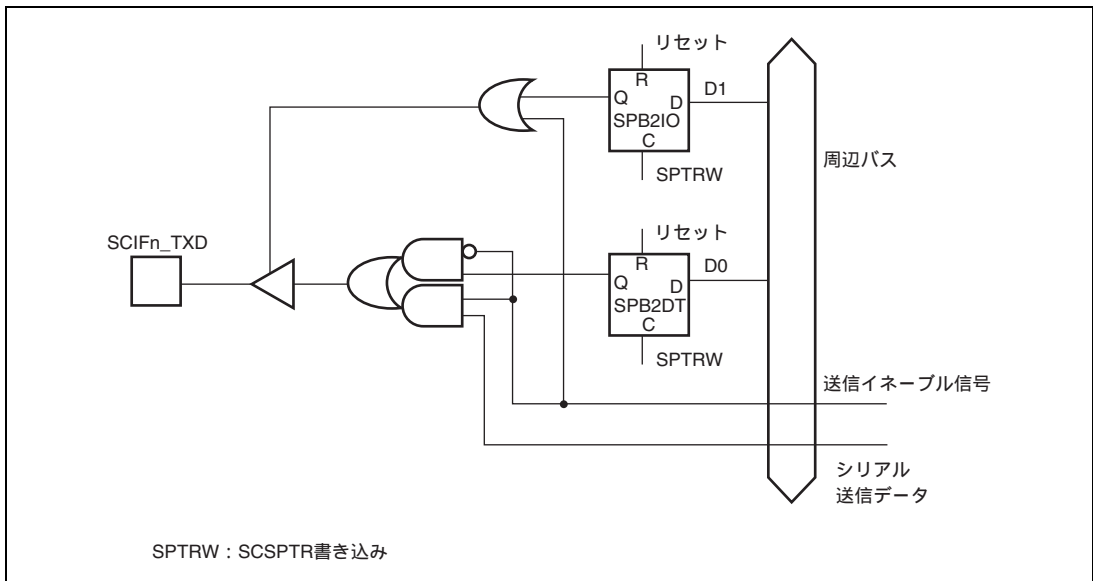 リセット
R
D1
Q
D
SPB2IO
C
SPTRW
周辺バス
SCIFn_TXD
リセット
R
D0
Q
D
SPB2DT
C
SPTRW
送信イネーブル信号
シリアル
送信データ
SPTRW：SCSPTR書き込み